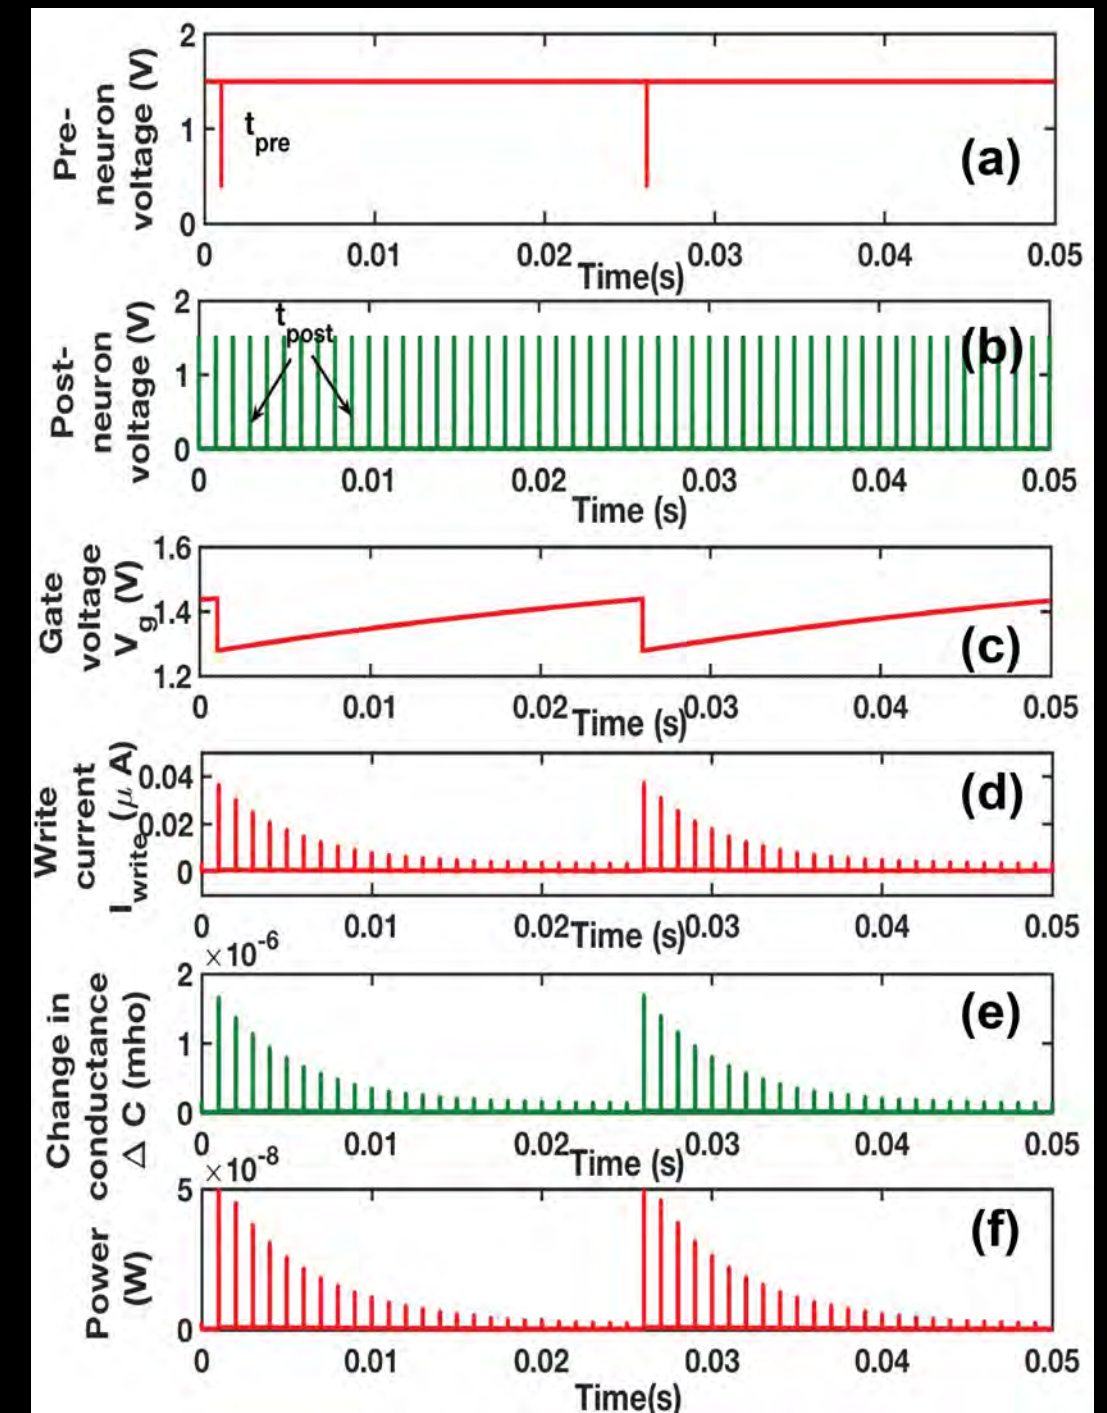 Pre-
neuron
voltage (V)
2
1
0
t_pre
(a)
0 0.01 0.02 0.03 0.04 0.05
Time(s)
Post-
neuron
voltage (V)
2
1
0
t_post
(b)
0 0.01 0.02 0.03 0.04 0.05
Time (s)
Gate
voltage
V_g (V)
1.6
1.4
1.2
(c)
0 0.01 0.02 0.03 0.04 0.05
Time (s)
Write
current
I_write (μ A)
0.04
0.02
0
(d)
0 0.01 0.02 0.03 0.04 0.05
Time (s)
×10^-6
Change in
conductance
△ C (mho)
2
1
0
(e)
0 0.01 0.02 0.03 0.04 0.05
Time (s)
×10^-8
Power
(W)
5
0
(f)
0 0.01 0.02 0.03 0.04 0.05
Time(s)